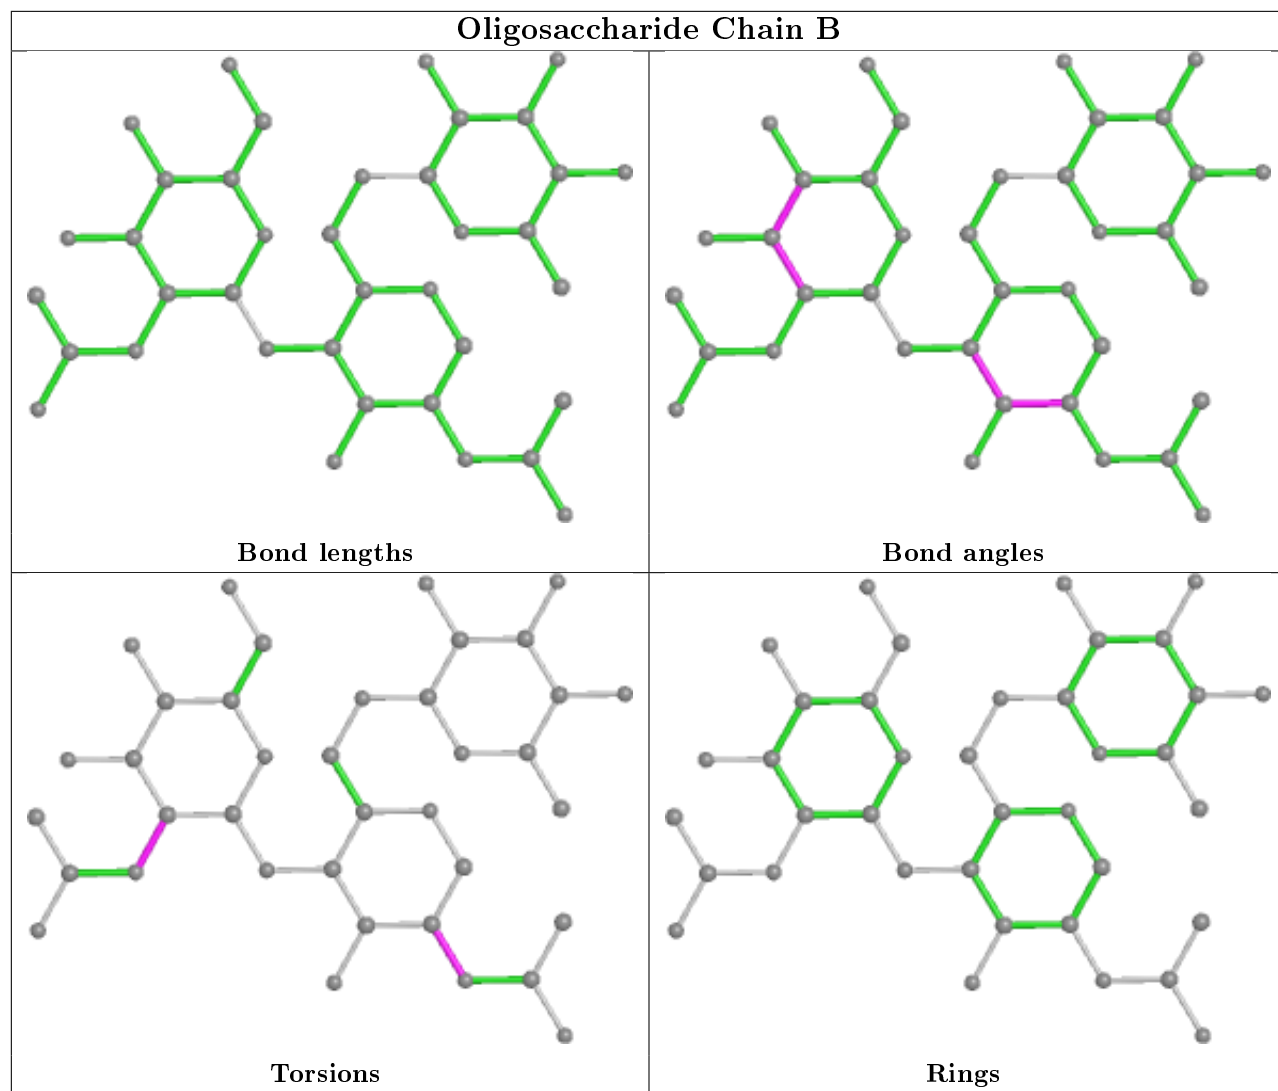 Oligosaccharide Chain B
Bond lengths
Bond angles
Torsions
Rings